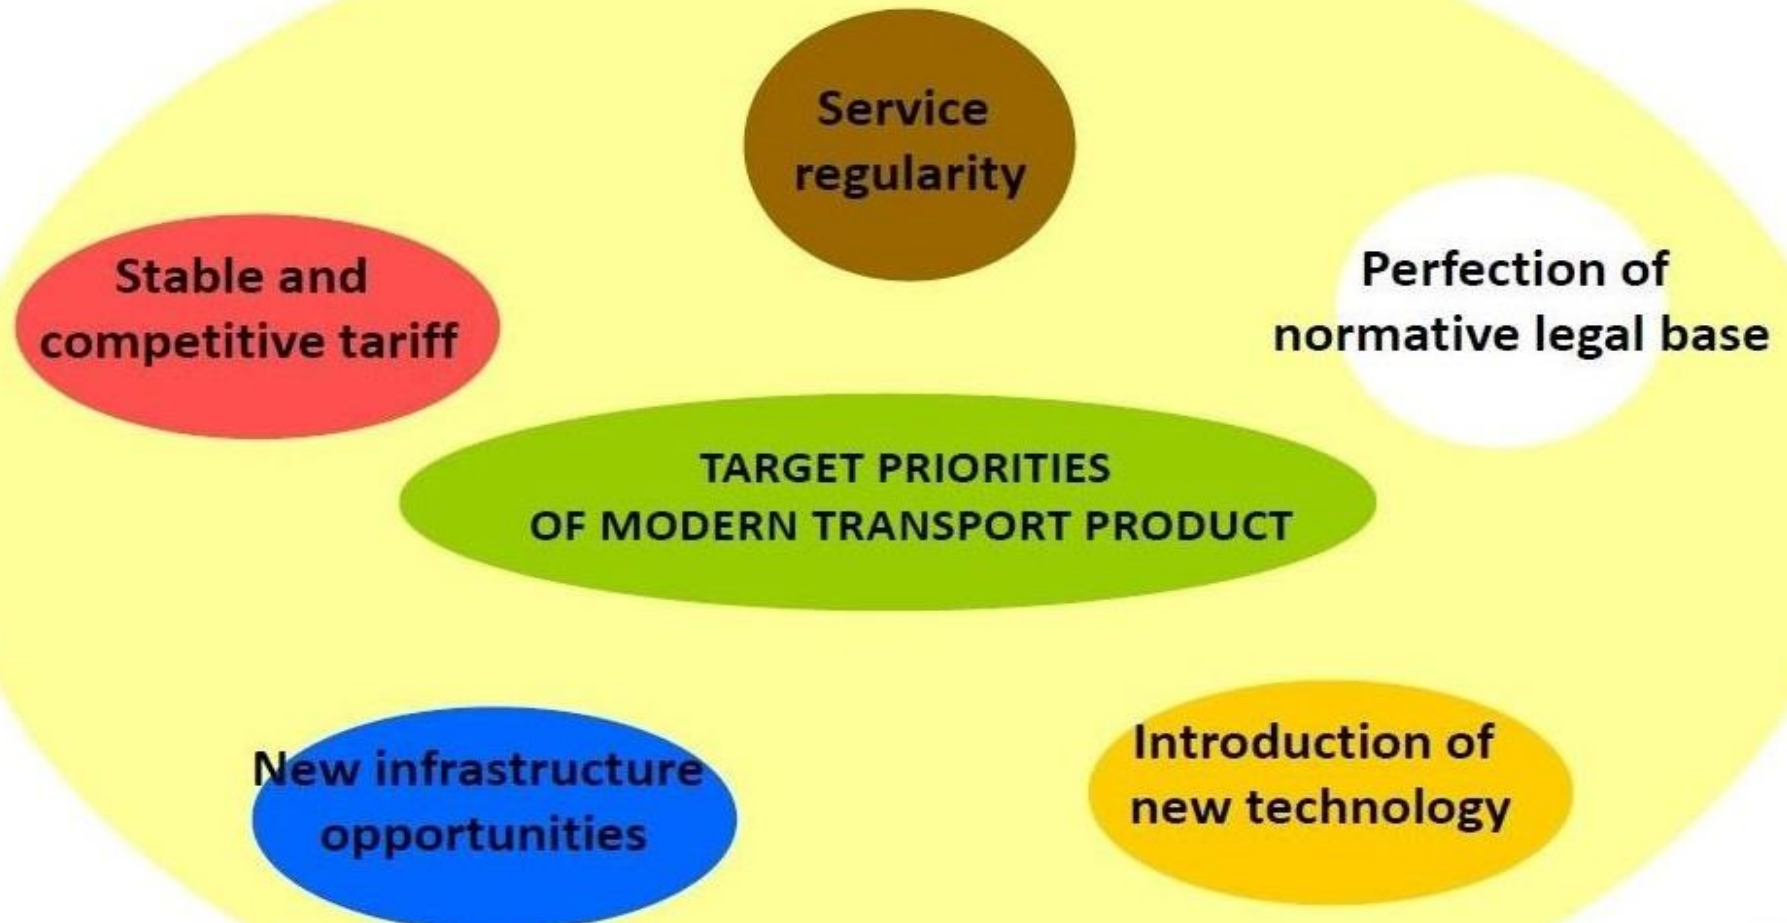 Service
regularity
Stable and
competitive tariff
Perfection of
normative legal base
TARGET PRIORITIES
OF MODERN TRANSPORT PRODUCT
New infrastructure
opportunities
Introduction of
new technology